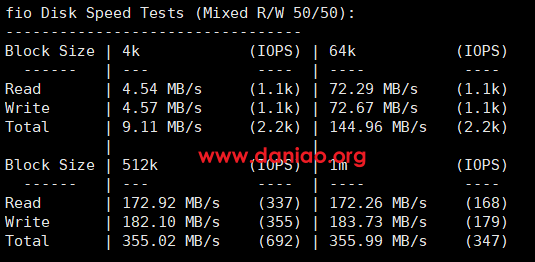 fio Disk Speed Tests (Mixed R/W 50/50):
---------------------------------
Block Size | 4k            (IOPS) | 64k           (IOPS)
  ------   | ---            ----  | ----           ----
Read       | 4.54 MB/s     (1.1k) | 72.29 MB/s    (1.1k)
Write      | 4.57 MB/s     (1.1k) | 72.67 MB/s    (1.1k)
Total      | 9.11 MB/s     (2.2k) | 144.96 MB/s   (2.2k)
           |                      |
www.daniao.org
Block Size | 512k          (IOPS) | 1m            (IOPS)
  ------   | ---            ----  | ----           ----
Read       | 172.92 MB/s    (337) | 172.26 MB/s    (168)
Write      | 182.10 MB/s    (355) | 183.73 MB/s    (179)
Total      | 355.02 MB/s    (692) | 355.99 MB/s    (347)